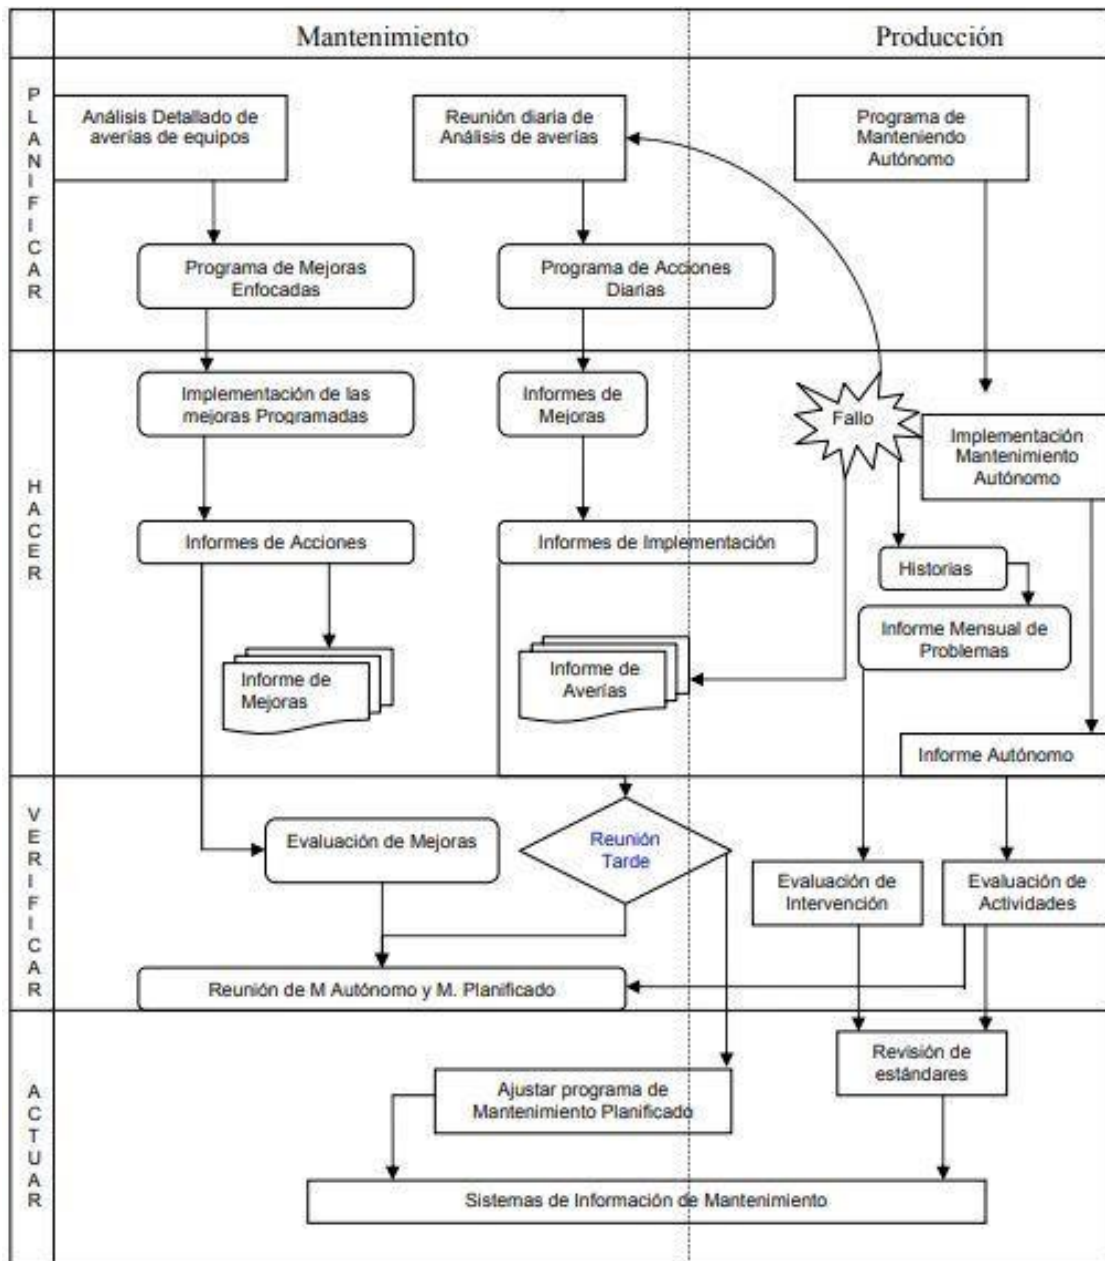 Mantenimiento
Producción
PLANIFICAR
Análisis Detallado de
averías de equipos
Reunión diaria de
Análisis de averías
Programa de
Manteniendo
Autónomo
Programa de Mejoras
Enfocadas
Programa de Acciones
Diarias
HACER
Implementación de las
mejoras Programadas
Informes de
Mejoras
Fallo
Implementación
Mantenimiento
Autónomo
Informes de Acciones
Informes de Implementación
Historias
Informe Mensual de
Problemas
Informe de
Mejoras
Informe de
Averías
Informe Autónomo
VERIFICAR
Evaluación de Mejoras
Reunión
Tarde
Evaluación de
Intervención
Evaluación de
Actividades
Reunión de M Autónomo y M. Planificado
ACTUAR
Revisión de
estándares
Ajustar programa de
Mantenimiento Planificado
Sistemas de Información de Mantenimiento